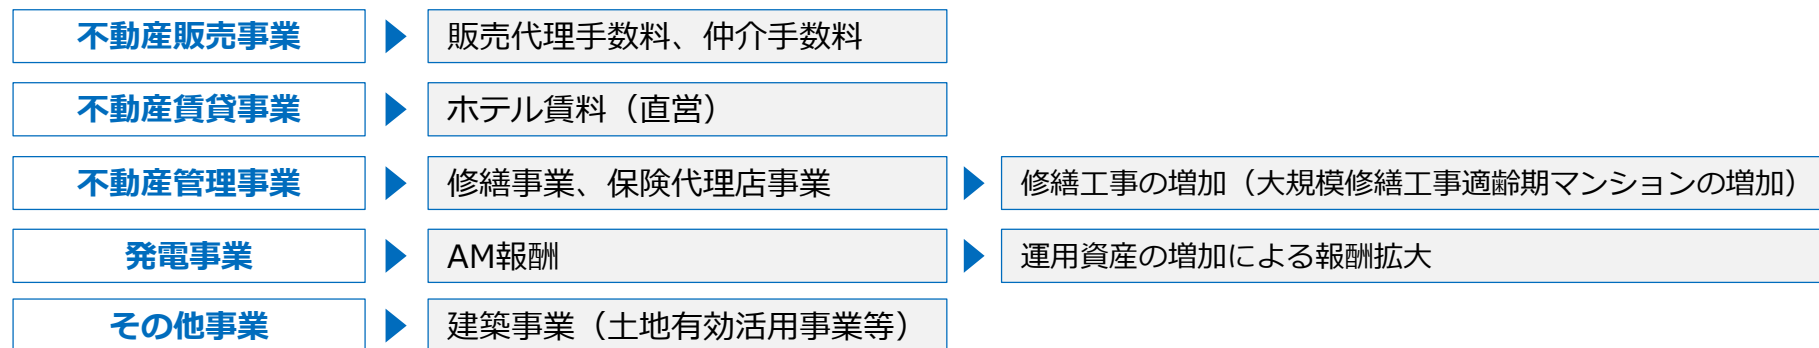 不動産販売事業 販売代理手数料、仲介手数料
不動産賃貸事業 ホテル賃料（直営）
不動産管理事業 修繕事業、保険代理店事業 修繕工事の増加（大規模修繕工事適齢期マンションの増加）
発電事業 AM報酬 運用資産の増加による報酬拡大
その他事業 建築事業（土地有効活用事業等）